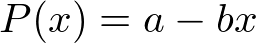 P(x) = a − bx